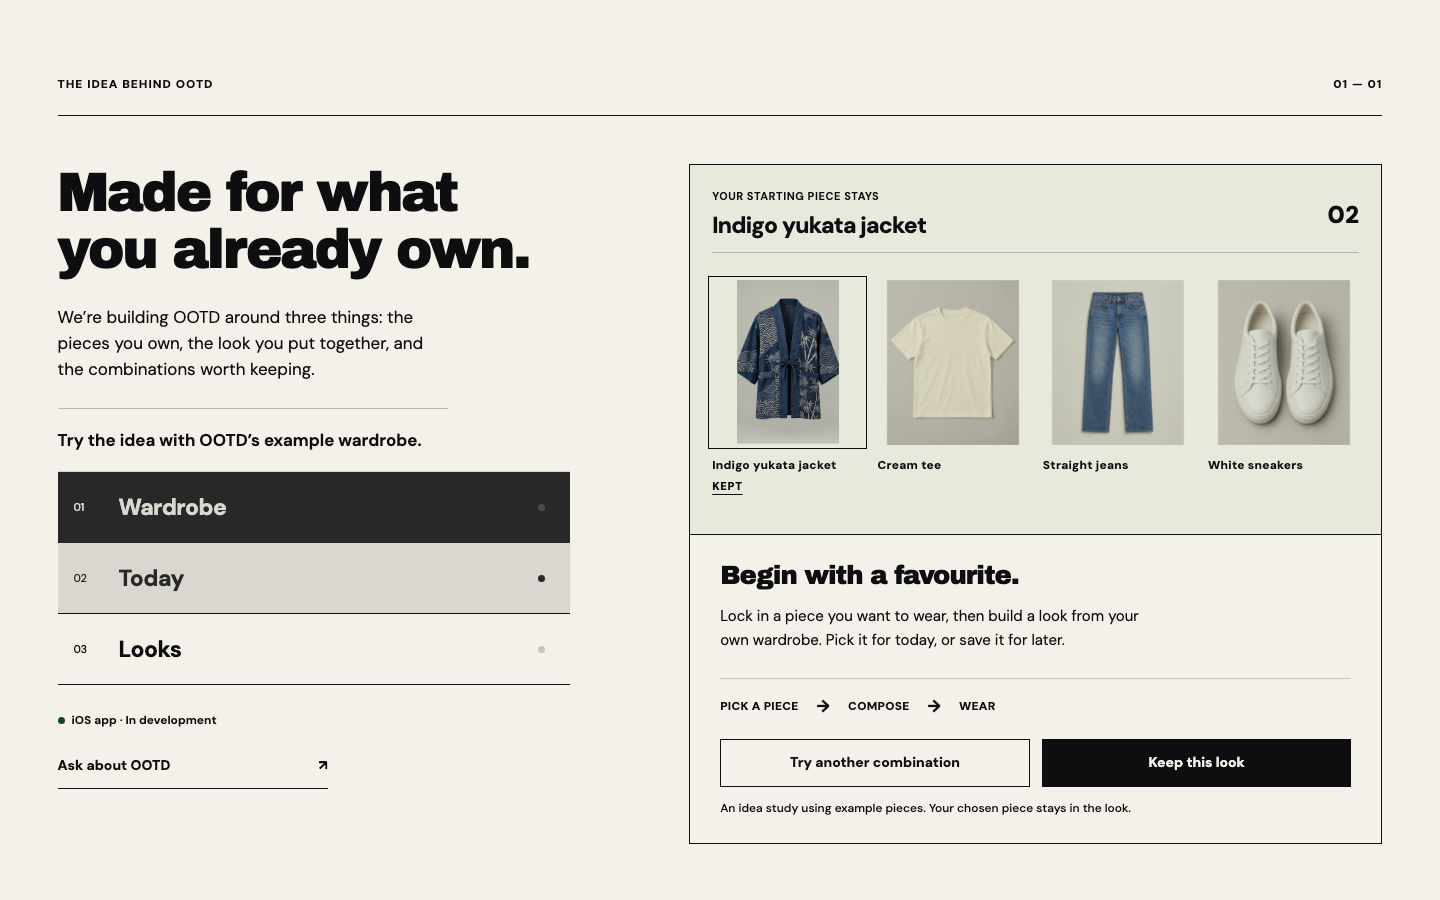 THE IDEA BEHIND OOTD
01 — 01
Made for what
you already own.
We’re building OOTD around three things: the
pieces you own, the look you put together, and
the combinations worth keeping.
Try the idea with OOTD’s example wardrobe.
01 Wardrobe
02 Today
03 Looks
iOS app · In development
Ask about OOTD
YOUR STARTING PIECE STAYS
Indigo yukata jacket
02
Indigo yukata jacket
KEPT
Cream tee
Straight jeans
White sneakers
Begin with a favourite.
Lock in a piece you want to wear, then build a look from your
own wardrobe. Pick it for today, or save it for later.
PICK A PIECE → COMPOSE → WEAR
Try another combination
Keep this look
An idea study using example pieces. Your chosen piece stays in the look.